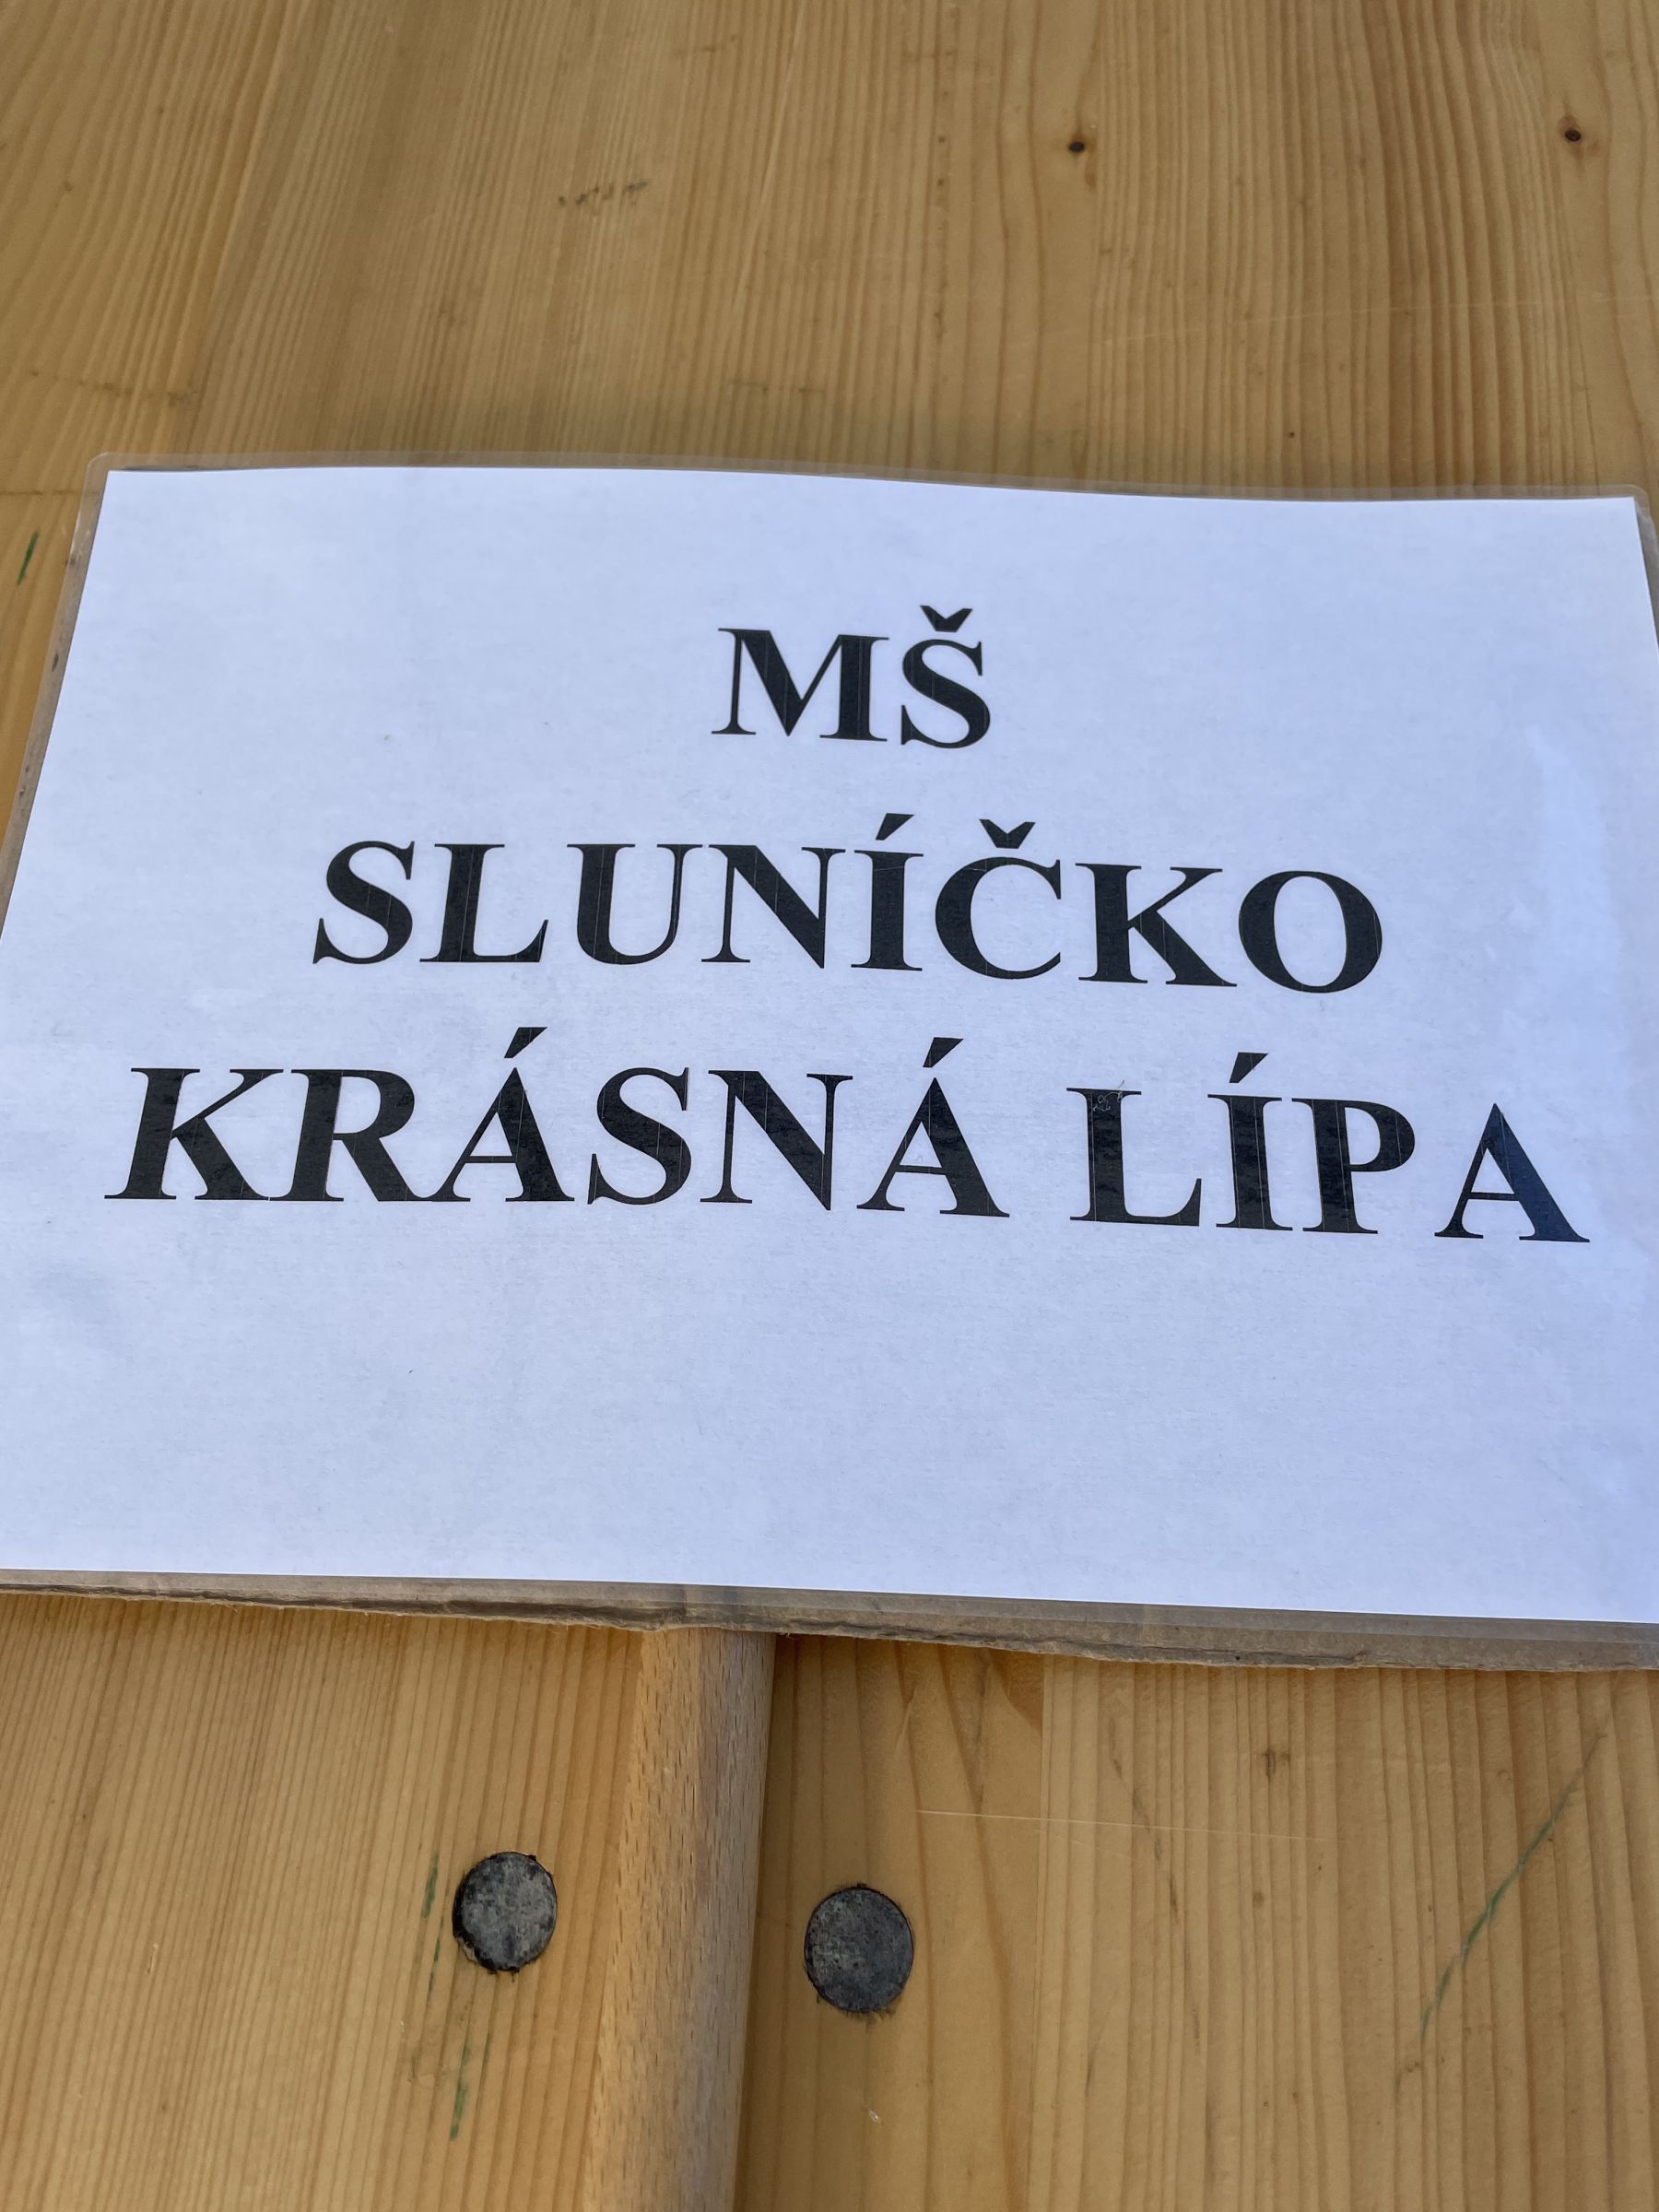 MŠ
SLUNÍČKO
KRÁSNÁ LÍPA